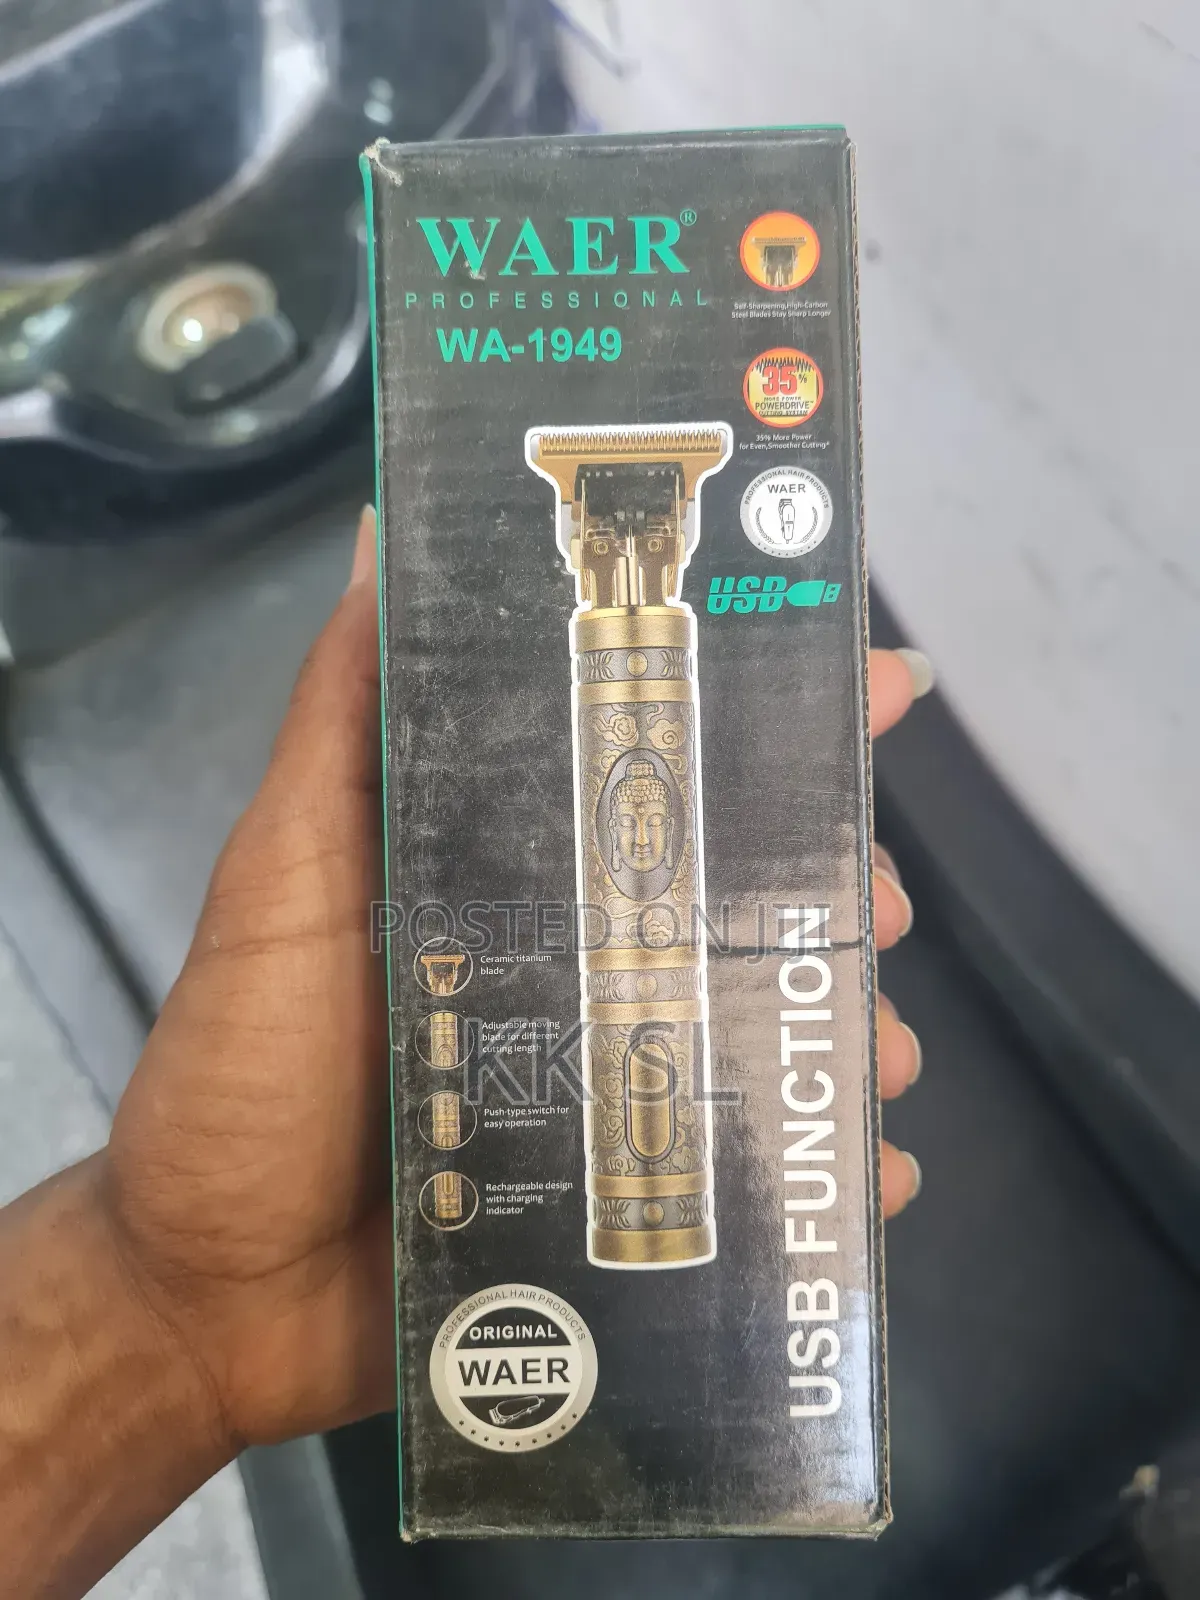 WAER®
PROFESSIONAL
WA-1949
Self-Sharpening,High-Carbon
Steel Blades Stay Sharp Longer
35%
MORE POWER
POWERDRIVE™
CUTTING SYSTEM
35% More Power
for Even,Smoother Cutting*
PROFESSIONAL HAIR PRODUCTS
WAER
USB
POSTED ON JIJI
KK SL
Ceramic titanium
blade
Adjustable moving
blade for different
cutting length
Push-type switch for
easy operation
Rechargeable design
with charging
indicator
PROFESSIONAL HAIR PRODUCTS
ORIGINAL
WAER
USB FUNCTION